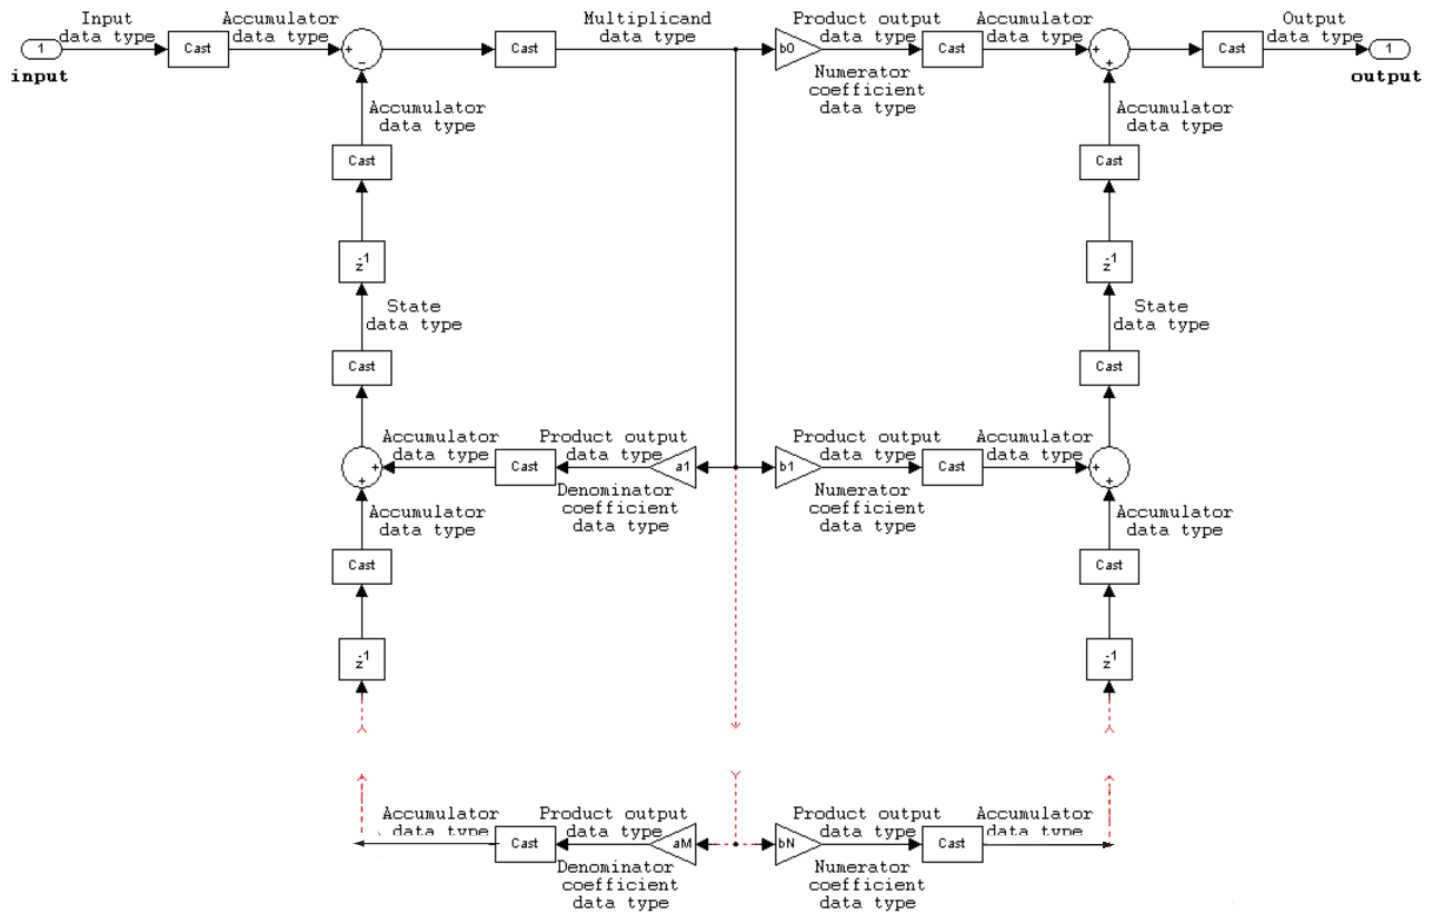 Input
data type
Accumulator
data type
Multiplicand
data type
Product output
data type
Accumulator
data type
Output
data type
1
Cast
+
−
Cast
b0
Cast
+
+
Cast
1
input
output
Numerator
coefficient
data type
Accumulator
data type
Accumulator
data type
Cast
Cast
z-1
z-1
State
data type
State
data type
Cast
Cast
Accumulator
data type
Product output
data type
Product output
data type
Accumulator
data type
+
+
Cast
a1
b1
Cast
+
+
Denominator
coefficient
data type
Numerator
coefficient
data type
Accumulator
data type
Accumulator
data type
Cast
Cast
z-1
z-1
Accumulator
data type
Product output
data type
Product output
data type
Accumulator
data type
Cast
aM
bN
Cast
Denominator
coefficient
data type
Numerator
coefficient
data type